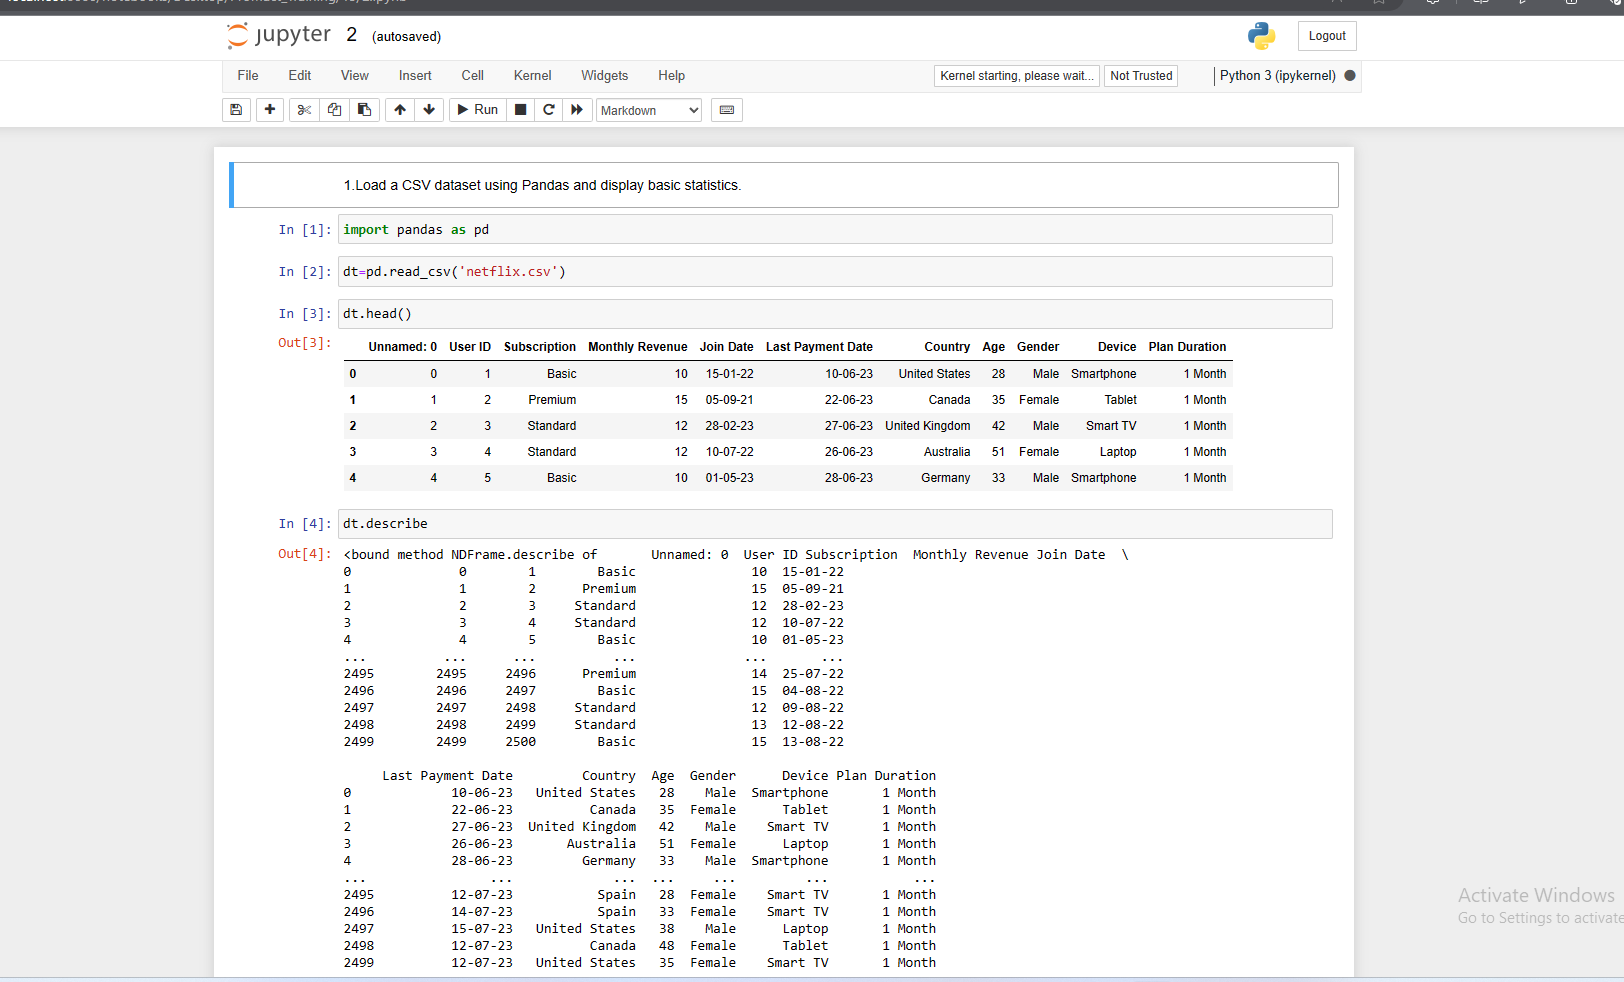 jupyter 2 (autosaved)
Logout
File Edit View Insert Cell Kernel Widgets Help
Kernel starting, please wait... Not Trusted Python 3 (ipykernel)
Run Markdown
1.Load a CSV dataset using Pandas and display basic statistics.
In [1]: import pandas as pd
In [2]: dt=pd.read_csv('netflix.csv')
In [3]: dt.head()
Out[3]: Unnamed: 0 User ID Subscription Monthly Revenue Join Date Last Payment Date Country Age Gender Device Plan Duration
0 0 1 Basic 10 15-01-22 10-06-23 United States 28 Male Smartphone 1 Month
1 1 2 Premium 15 05-09-21 22-06-23 Canada 35 Female Tablet 1 Month
2 2 3 Standard 12 28-02-23 27-06-23 United Kingdom 42 Male Smart TV 1 Month
3 3 4 Standard 12 10-07-22 26-06-23 Australia 51 Female Laptop 1 Month
4 4 5 Basic 10 01-05-23 28-06-23 Germany 33 Male Smartphone 1 Month
In [4]: dt.describe
Out[4]: <bound method NDFrame.describe of Unnamed: 0 User ID Subscription Monthly Revenue Join Date \
0 0 1 Basic 10 15-01-22
1 1 2 Premium 15 05-09-21
2 2 3 Standard 12 28-02-23
3 3 4 Standard 12 10-07-22
4 4 5 Basic 10 01-05-23
... ... ... ... ... ...
2495 2495 2496 Premium 14 25-07-22
2496 2496 2497 Basic 15 04-08-22
2497 2497 2498 Standard 12 09-08-22
2498 2498 2499 Standard 13 12-08-22
2499 2499 2500 Basic 15 13-08-22
Last Payment Date Country Age Gender Device Plan Duration
0 10-06-23 United States 28 Male Smartphone 1 Month
1 22-06-23 Canada 35 Female Tablet 1 Month
2 27-06-23 United Kingdom 42 Male Smart TV 1 Month
3 26-06-23 Australia 51 Female Laptop 1 Month
4 28-06-23 Germany 33 Male Smartphone 1 Month
... ... ... ... ... ... ...
2495 12-07-23 Spain 28 Female Smart TV 1 Month
2496 14-07-23 Spain 33 Female Smart TV 1 Month
2497 15-07-23 United States 38 Male Laptop 1 Month
2498 12-07-23 Canada 48 Female Tablet 1 Month
2499 12-07-23 United States 35 Female Smart TV 1 Month
Activate Windows
Go to Settings to activate